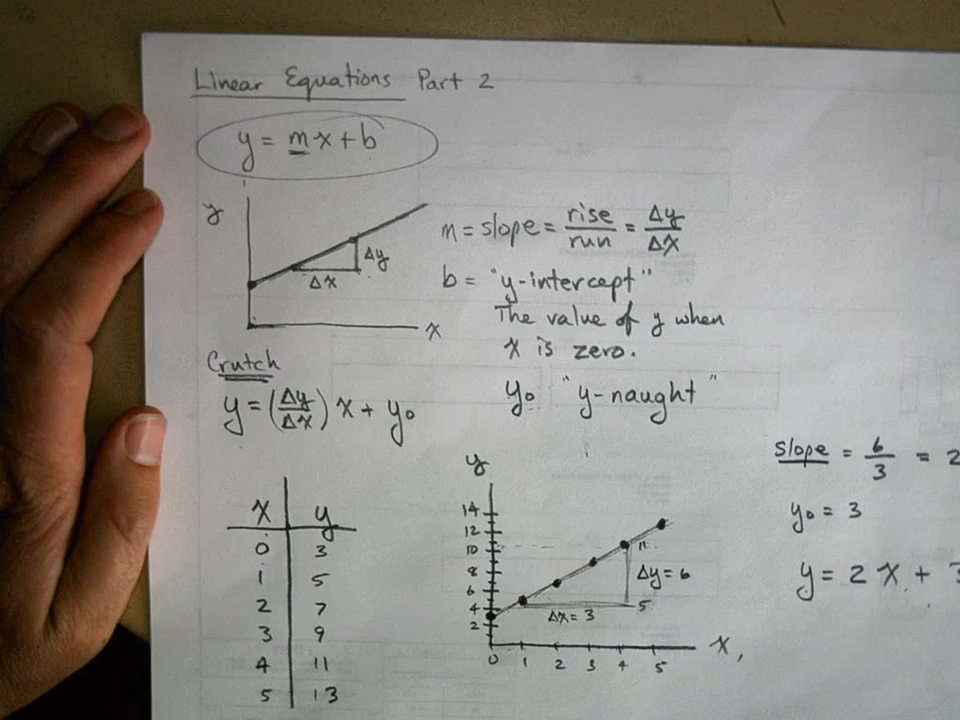 Linear Equations Part 2
y = mx + b
y
Δy
Δx
x
m = slope = rise/run = Δy/Δx
b = "y-intercept"
The value of y when
x is zero.
y₀ "y-naught"
Crutch
y = (Δy/Δx) x + y₀
x y
0 3
1 5
2 7
3 9
4 11
5 13
y
14
12
10
8
6
4
2
0 1 2 3 4 5
x,
11
Δy = 6
5
Δx = 3
slope = 6/3 = 2
y₀ = 3
y = 2x + 3